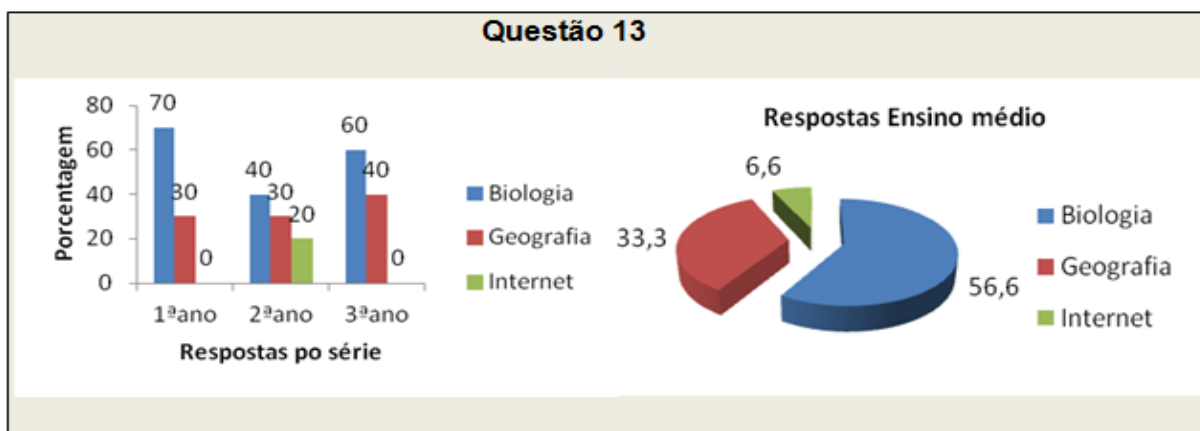 Questão 13
Porcentagem
80
60
40
20
0
70
30
0
40
30
20
60
40
0
1ªano
2ªano
3ªano
Respostas po série
Biologia
Geografia
Internet
Respostas Ensino médio
6,6
33,3
56,6
Biologia
Geografia
Internet